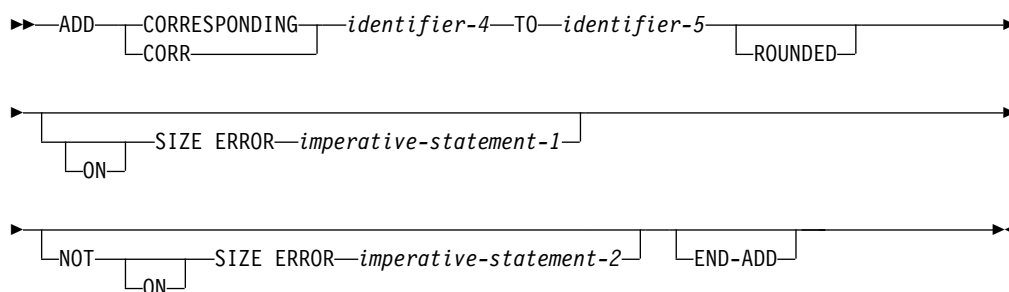 ADD CORRESPONDING identifier-4 TO identifier-5
CORR ROUNDED
SIZE ERROR imperative-statement-1
ON
NOT SIZE ERROR imperative-statement-2 END-ADD
ON